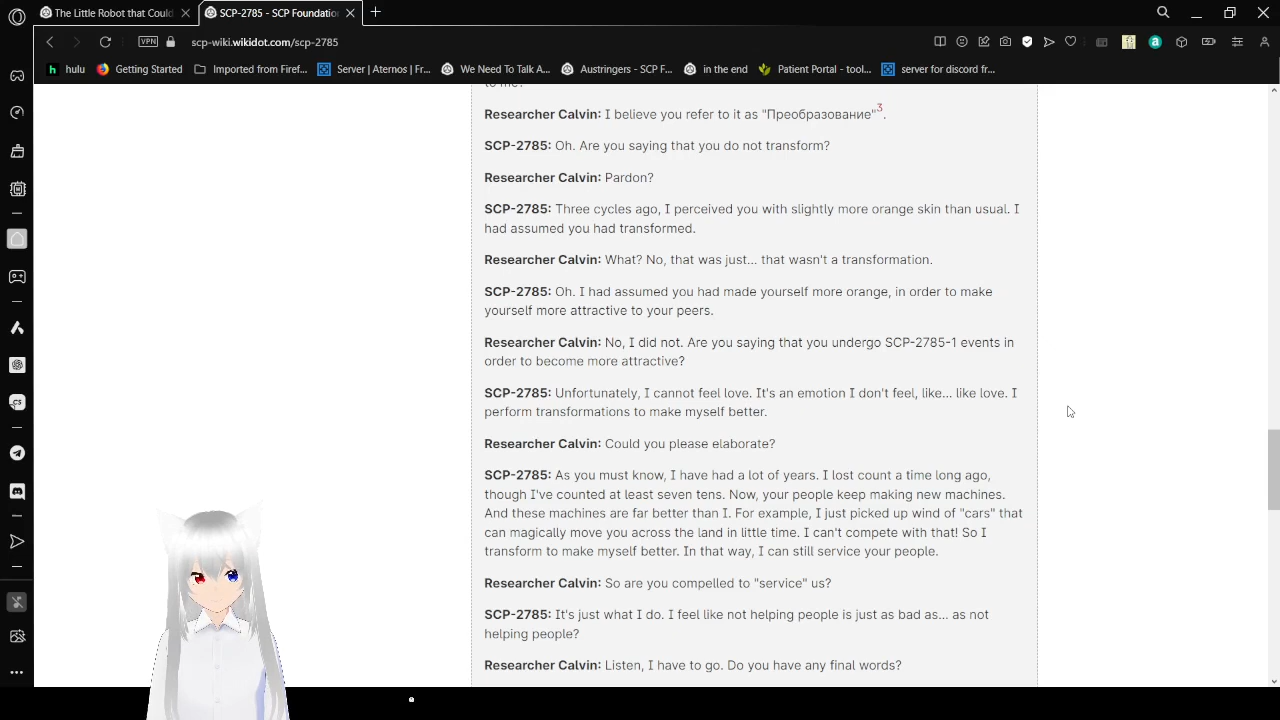 The Little Robot that Could
SCP-2785 - SCP Foundation
VPN
scp-wiki.wikidot.com/scp-2785
hulu
Getting Started
Imported from Firef...
Server | Aternos | Fr...
We Need To Talk A...
Austringers - SCP F...
in the end
Patient Portal - tool...
server for discord fr...
to me?
Researcher Calvin: I believe you refer to it as "Преобразование"3.
SCP-2785: Oh. Are you saying that you do not transform?
Researcher Calvin: Pardon?
SCP-2785: Three cycles ago, I perceived you with slightly more orange skin than usual. I
had assumed you had transformed.
Researcher Calvin: What? No, that was just... that wasn't a transformation.
SCP-2785: Oh. I had assumed you had made yourself more orange, in order to make
yourself more attractive to your peers.
Researcher Calvin: No, I did not. Are you saying that you undergo SCP-2785-1 events in
order to become more attractive?
SCP-2785: Unfortunately, I cannot feel love. It's an emotion I don't feel, like... like love. I
perform transformations to make myself better.
Researcher Calvin: Could you please elaborate?
SCP-2785: As you must know, I have had a lot of years. I lost count a time long ago,
though I've counted at least seven tens. Now, your people keep making new machines.
And these machines are far better than I. For example, I just picked up wind of "cars" that
can magically move you across the land in little time. I can't compete with that! So I
transform to make myself better. In that way, I can still service your people.
Researcher Calvin: So are you compelled to "service" us?
SCP-2785: It's just what I do. I feel like not helping people is just as bad as... as not
helping people?
Researcher Calvin: Listen, I have to go. Do you have any final words?